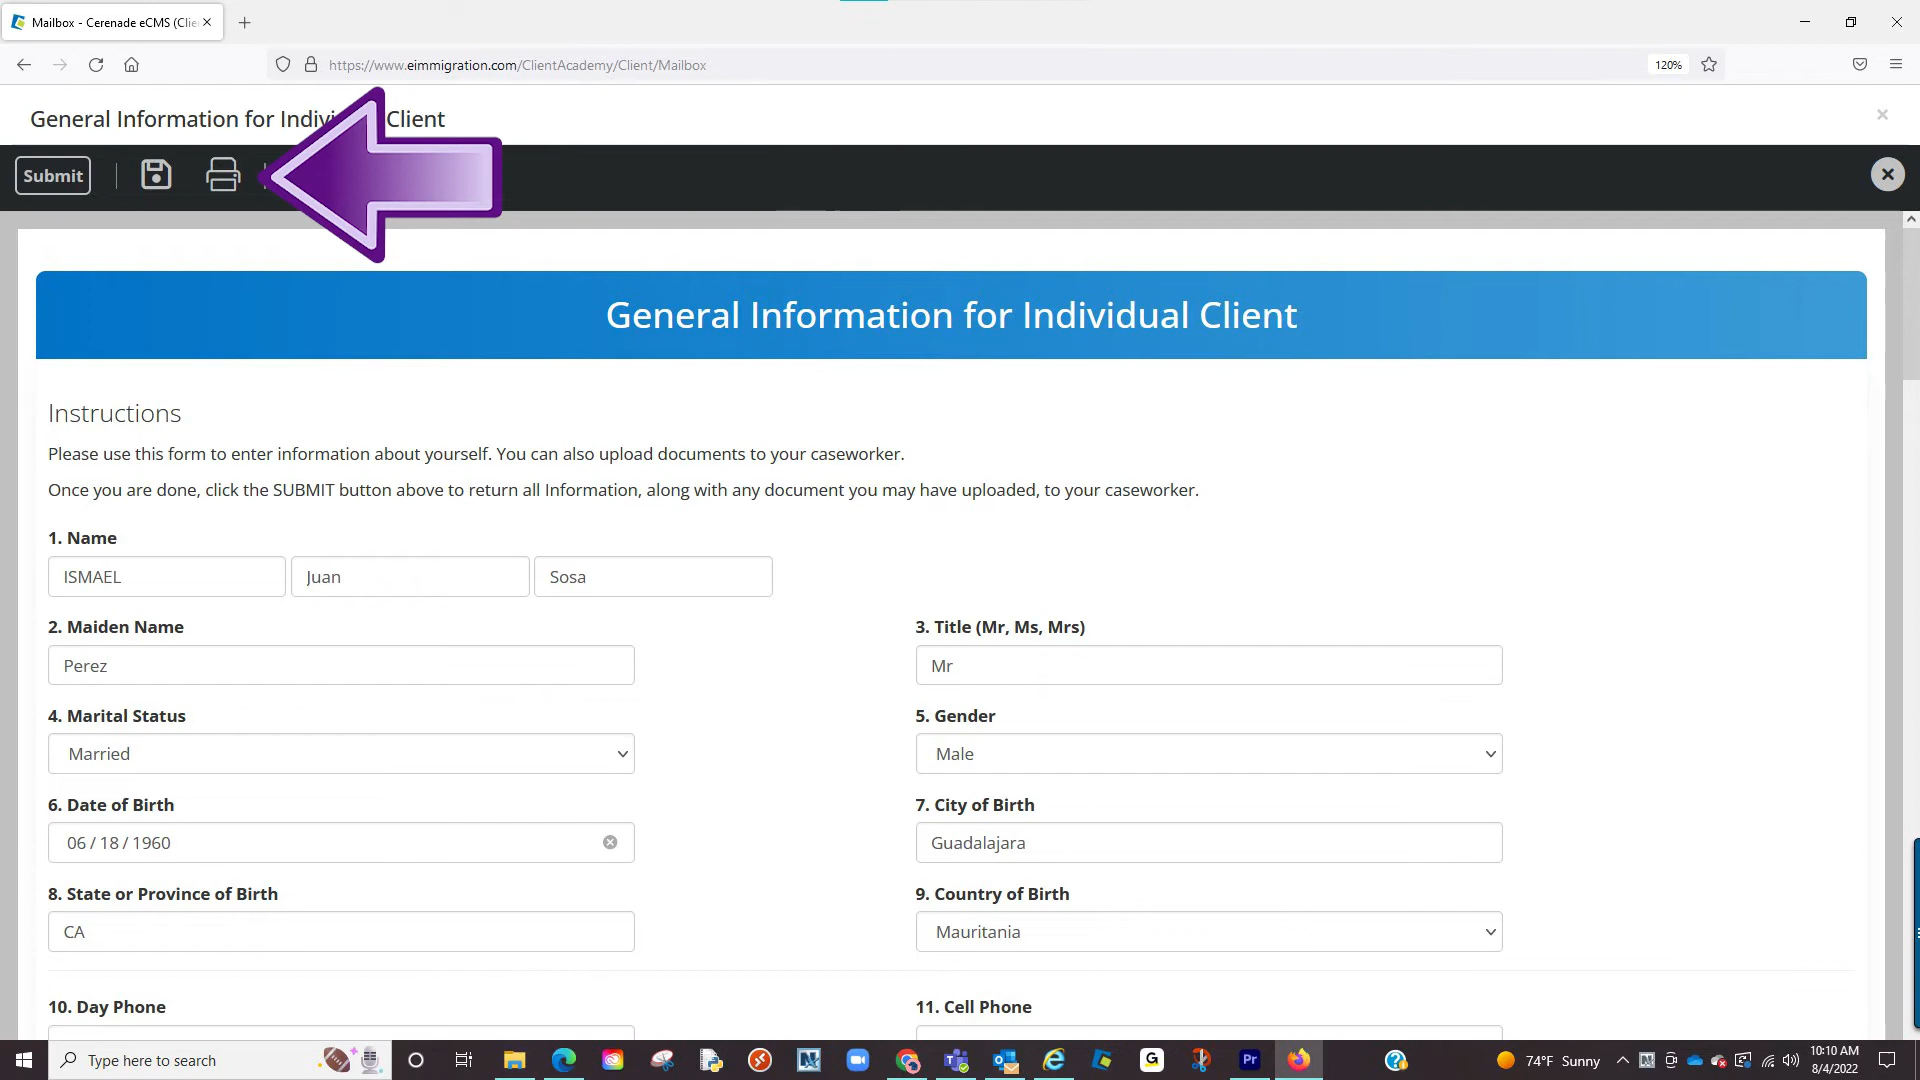 Mailbox - Cerenade eCMS (Clie
https://www.eimmigration.com/ClientAcademy/Client/Mailbox
120%
General Information for Indivi Client
Submit
General Information for Individual Client
Instructions
Please use this form to enter information about yourself. You can also upload documents to your caseworker.
Once you are done, click the SUBMIT button above to return all Information, along with any document you may have uploaded, to your caseworker.
1. Name
ISMAEL Juan Sosa
2. Maiden Name
Perez
3. Title (Mr, Ms, Mrs)
Mr
4. Marital Status
Married
5. Gender
Male
6. Date of Birth
06 / 18 / 1960
7. City of Birth
Guadalajara
8. State or Province of Birth
CA
9. Country of Birth
Mauritania
10. Day Phone
11. Cell Phone
Type here to search
Pr
74°F Sunny
10:10 AM
8/4/2022